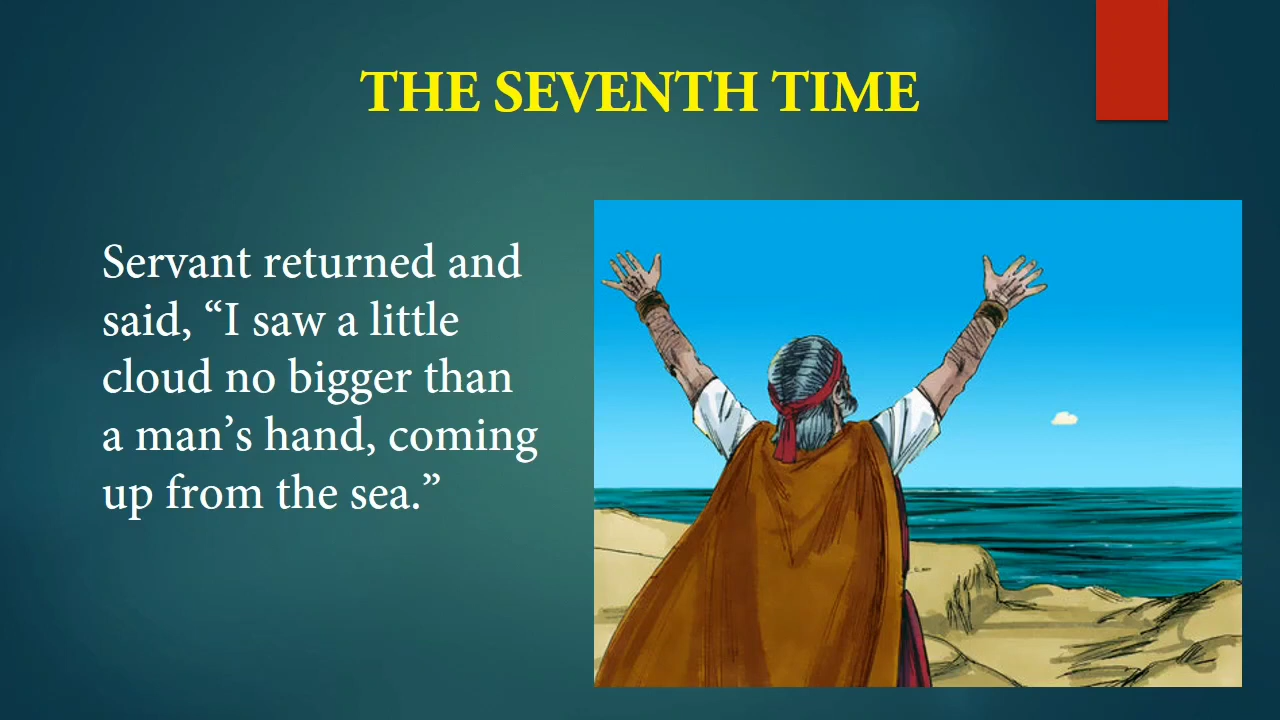 THE SEVENTH TIME
Servant returned and
said, “I saw a little
cloud no bigger than
a man’s hand, coming
up from the sea.”